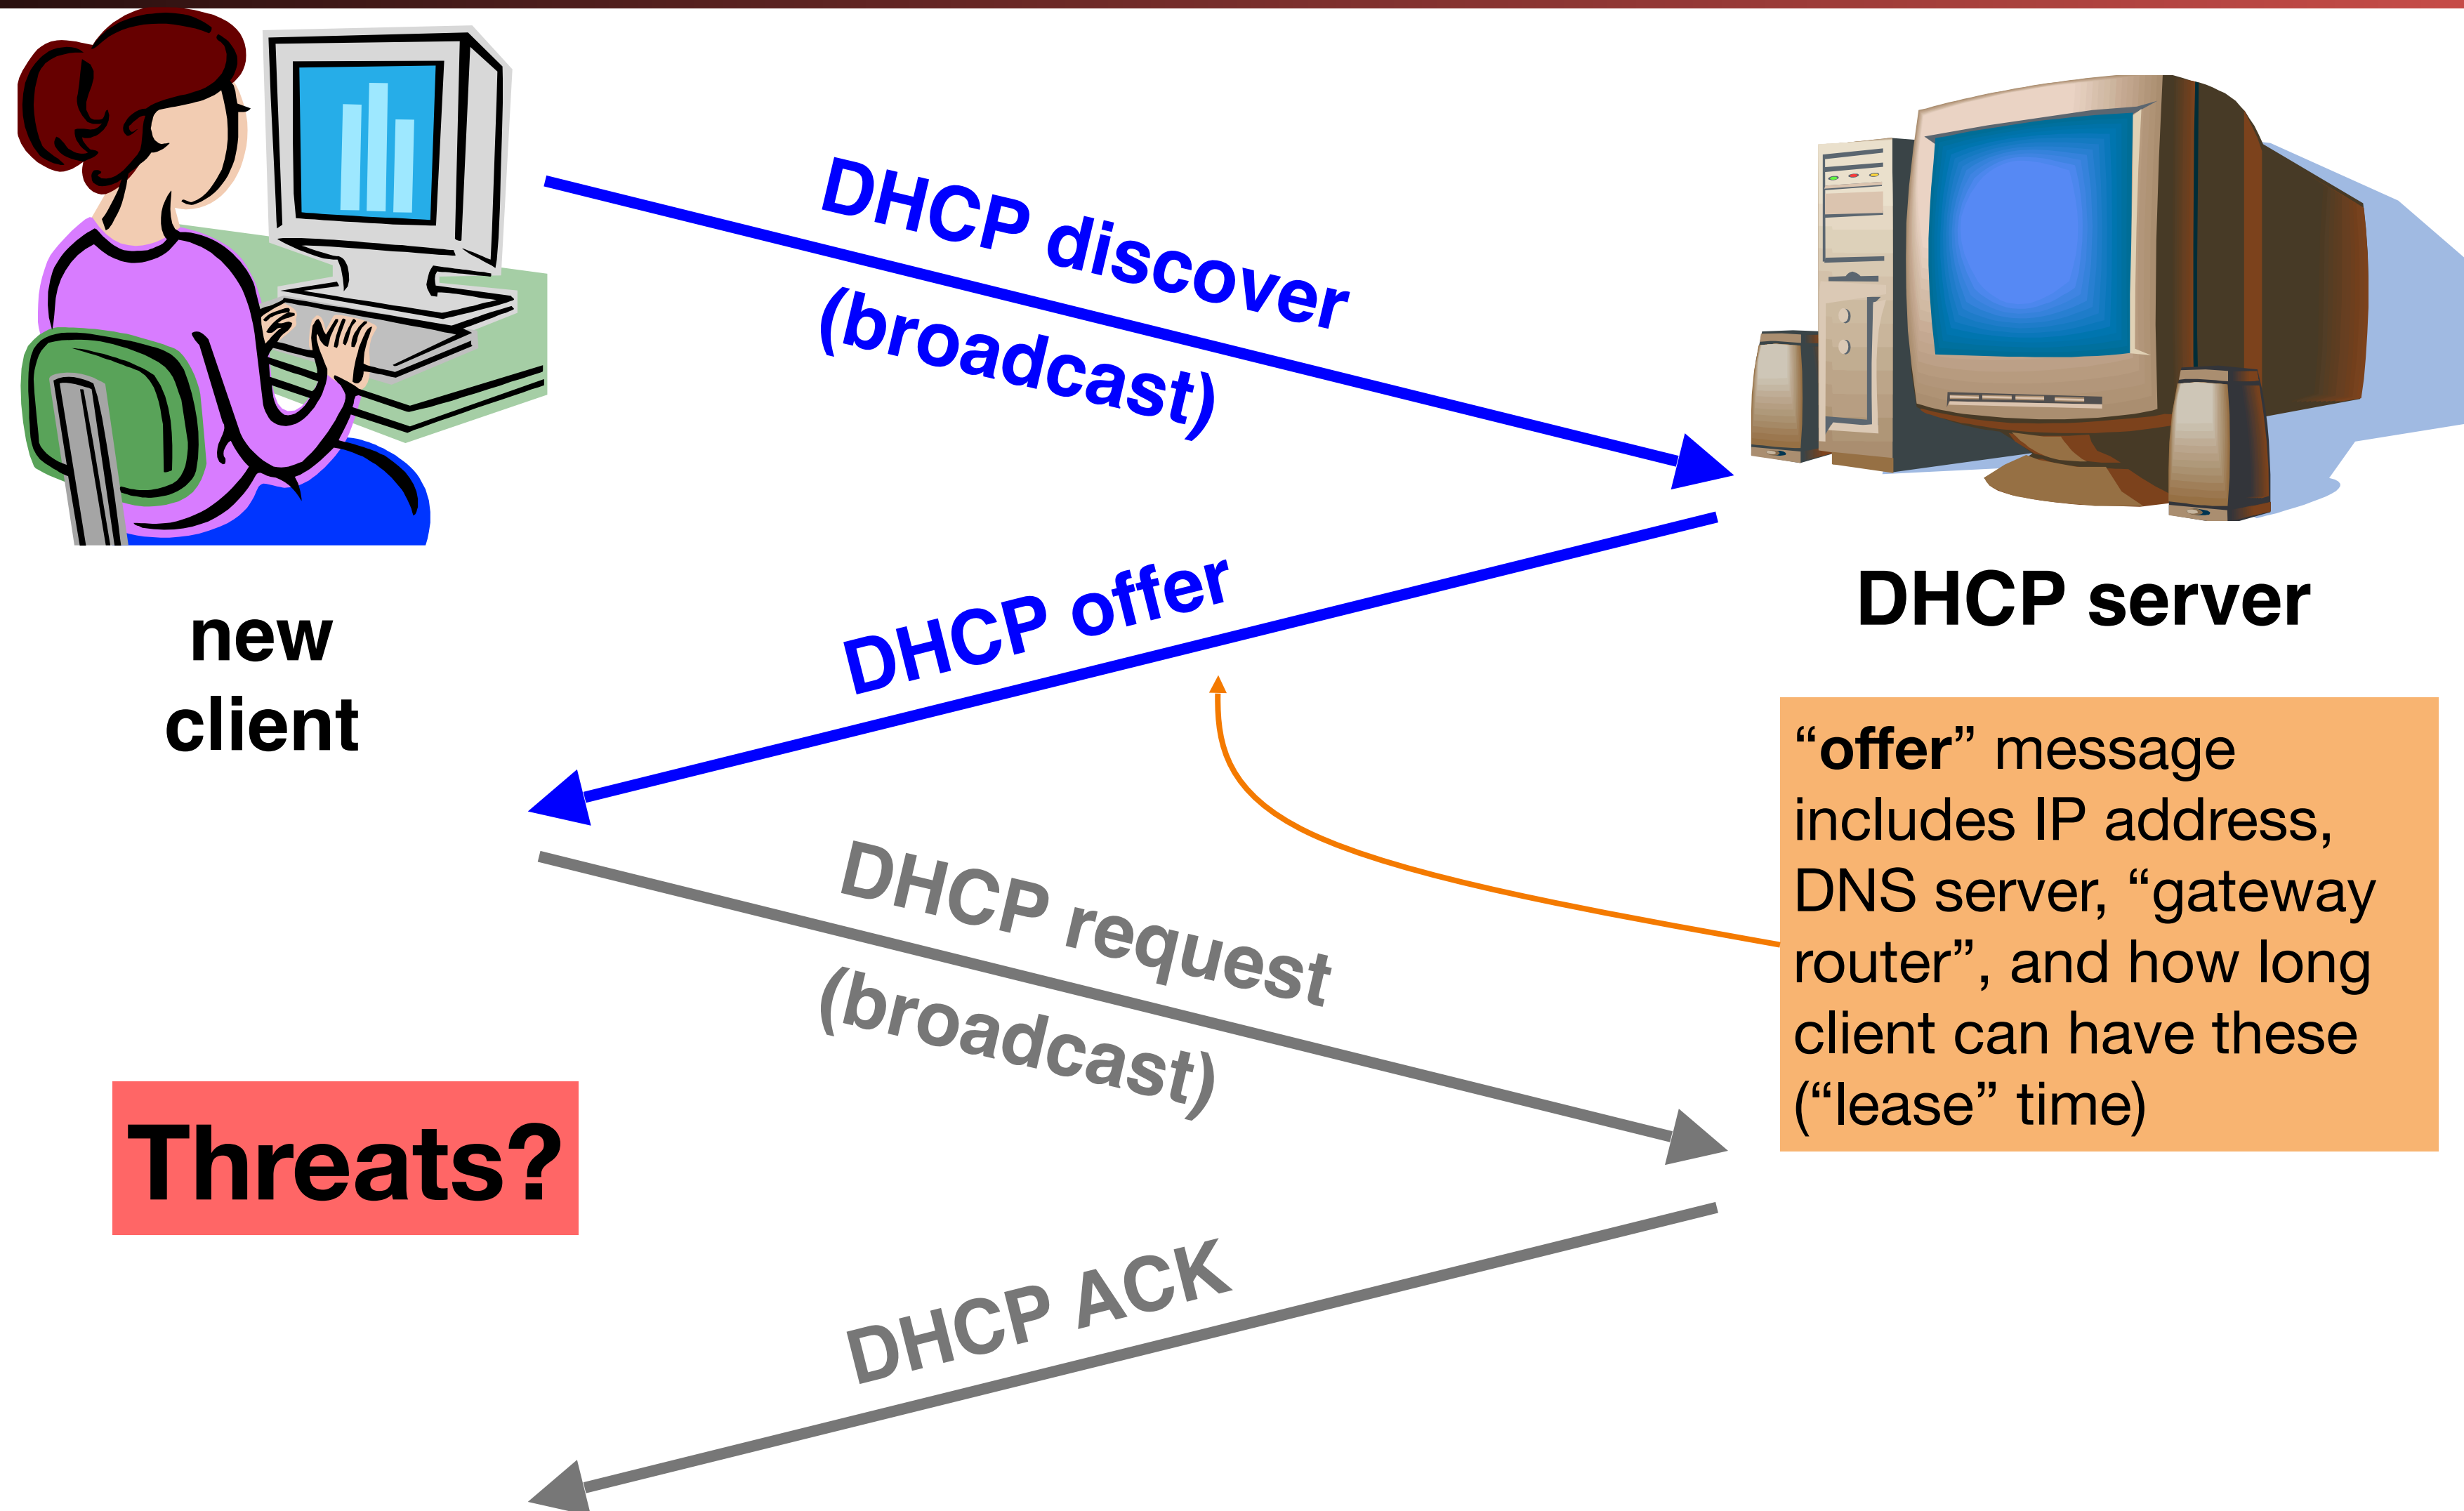 DHCP discover
(broadcast)
DHCP offer
new
client
DHCP server
"offer" message
includes IP address,
DNS server, "gateway
router", and how long
client can have these
("lease" time)
DHCP request
(broadcast)
Threats?
DHCP ACK